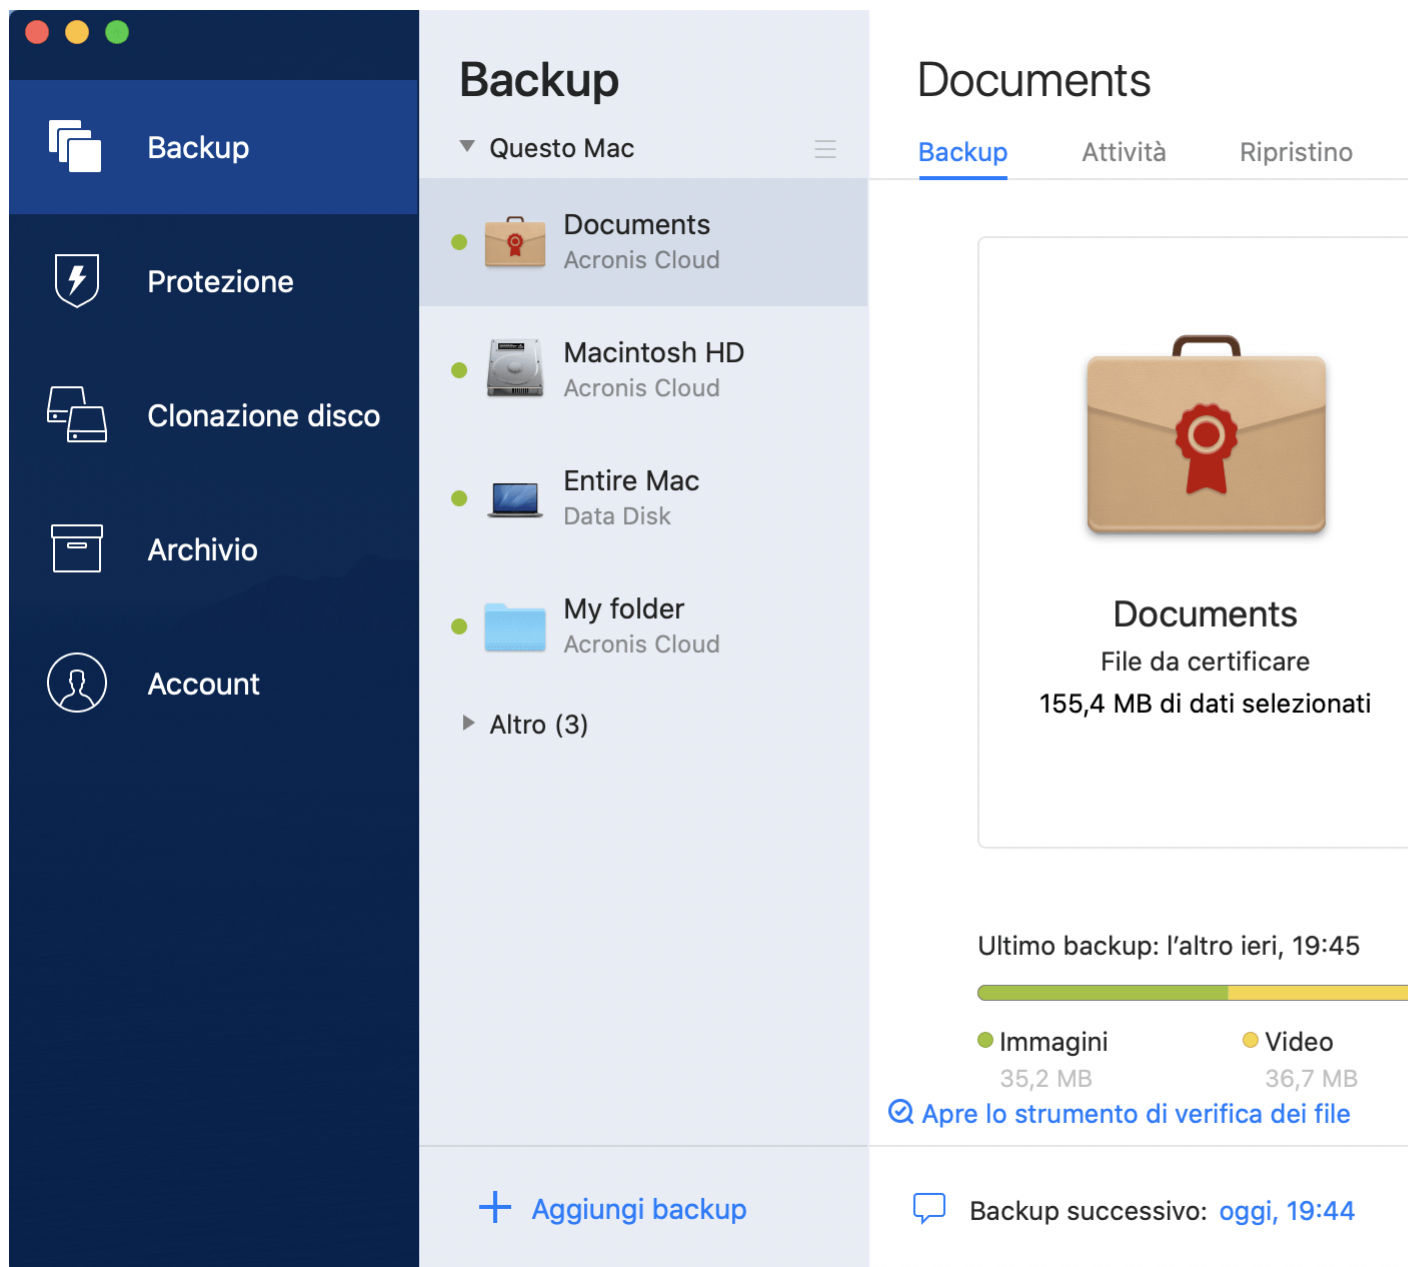 Backup
Protezione
Clonazione disco
Archivio
Account
Backup
Questo Mac
Documents
Acronis Cloud
Macintosh HD
Acronis Cloud
Entire Mac
Data Disk
My folder
Acronis Cloud
Altro (3)
Aggiungi backup
Documents
Backup Attività Ripristino
Documents
File da certificare
155,4 MB di dati selezionati
Ultimo backup: l’altro ieri, 19:45
Immagini Video
35,2 MB 36,7 MB
Apre lo strumento di verifica dei file
Backup successivo: oggi, 19:44